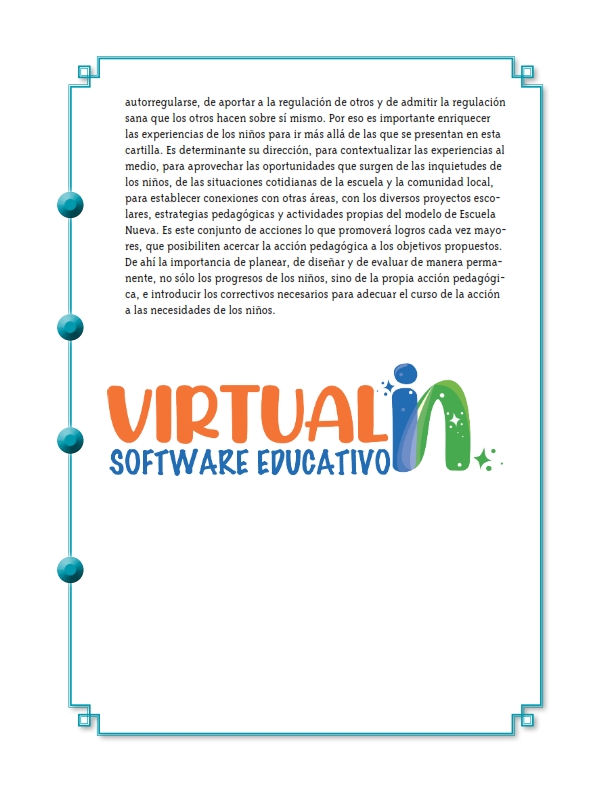 autorregularse, de aportar a la regulación de otros y de admitir la regulación
sana que los otros hacen sobre sí mismo. Por eso es importante enriquecer
las experiencias de los niños para ir más allá de las que se presentan en esta
cartilla. Es determinante su dirección, para contextualizar las experiencias al
medio, para aprovechar las oportunidades que surgen de las inquietudes de
los niños, de las situaciones cotidianas de la escuela y la comunidad local,
para establecer conexiones con otras áreas, con los diversos proyectos esco-
lares, estrategias pedagógicas y actividades propias del modelo de Escuela
Nueva. Es este conjunto de acciones lo que promoverá logros cada vez mayo-
res, que posibiliten acercar la acción pedagógica a los objetivos propuestos.
De ahí la importancia de planear, de diseñar y de evaluar de manera perma-
nente, no sólo los progresos de los niños, sino de la propia acción pedagógi-
ca, e introducir los correctivos necesarios para adecuar el curso de la acción
a las necesidades de los niños.
VIRTUAL in
SOFTWARE EDUCATIVO